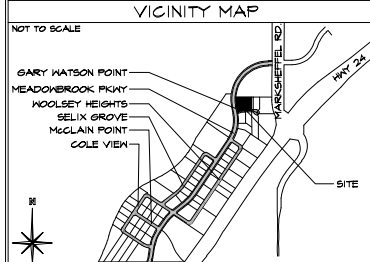 VICINITY MAP
NOT TO SCALE
MARKSHEFFEL RD.
HWY 24
GARY WATSON POINT
MEADOWBROOK PKWY
WOOLSEY HEIGHTS
SELIX GROVE
McCLAIN POINT
COLE VIEW
SITE
N